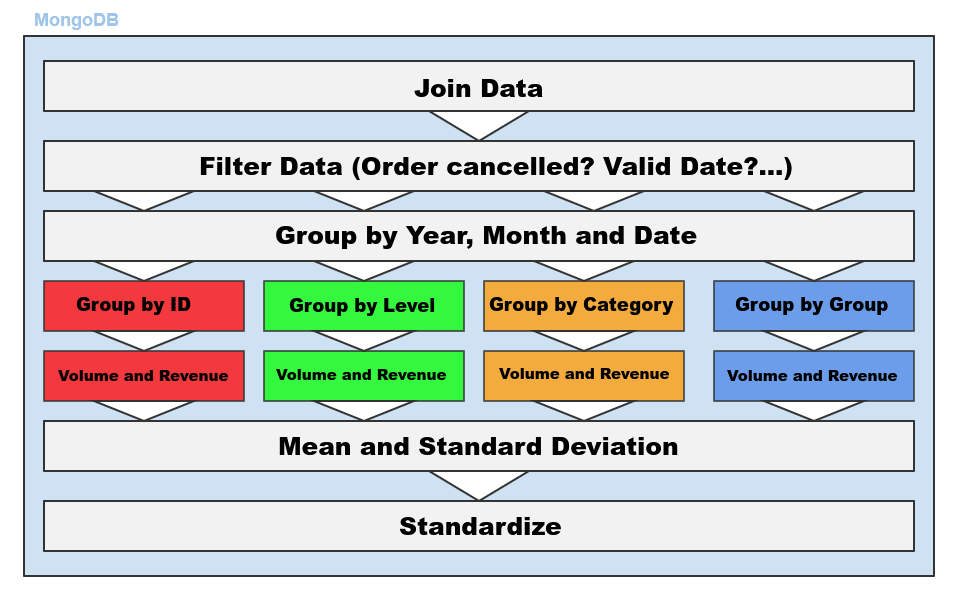 MongoDB
Join Data
Filter Data (Order cancelled? Valid Date?...)
Group by Year, Month and Date
Group by ID
Group by Level
Group by Category
Group by Group
Volume and Revenue
Volume and Revenue
Volume and Revenue
Volume and Revenue
Mean and Standard Deviation
Standardize